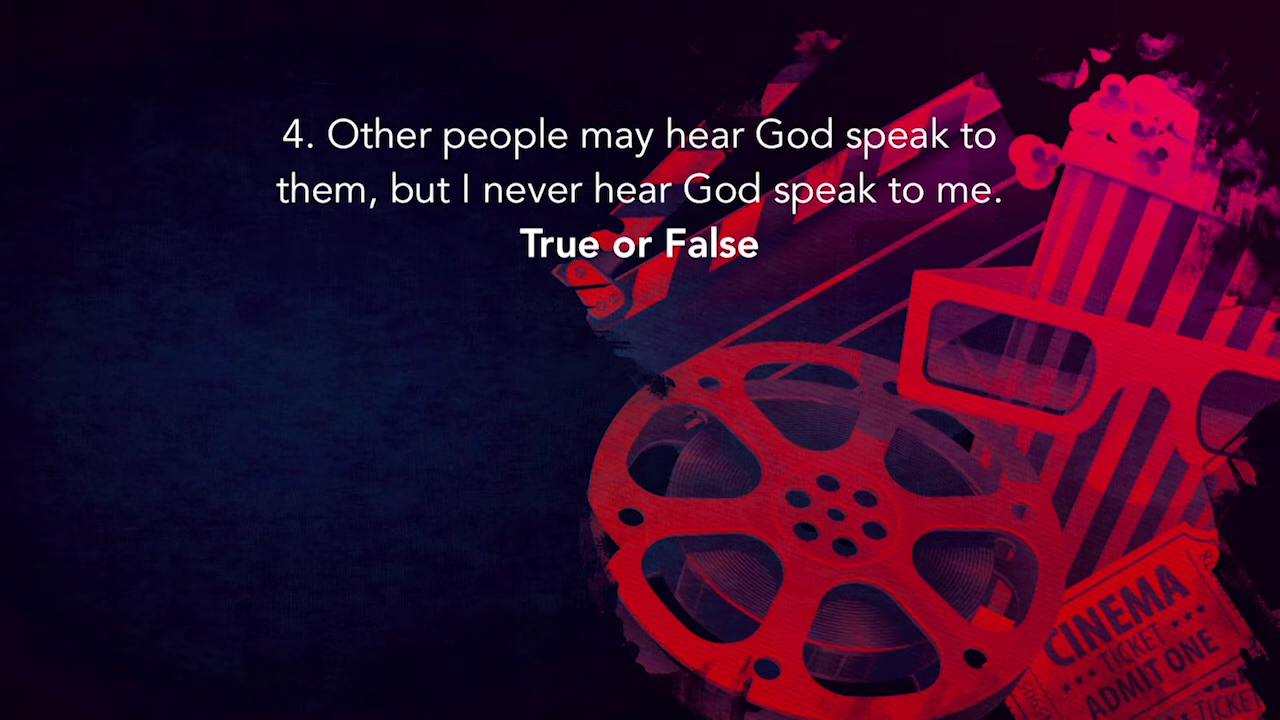 4. Other people may hear God speak to
them, but I never hear God speak to me.
True or False
CINEMA
TICKET
ADMIT ONE
TICKET